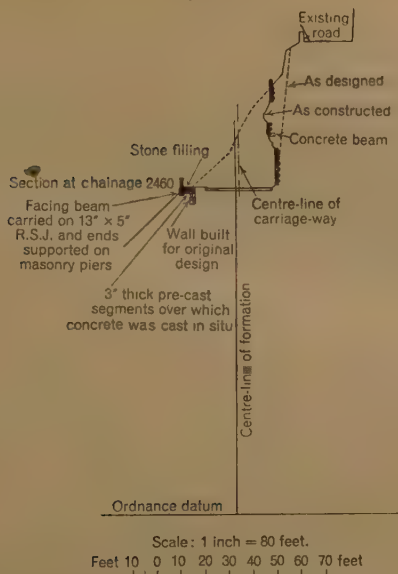 Existing
road
As designed
As constructed
Concrete beam
Stone filling
Section at chainage 2460
Centre-line of
carriage-way
Facing beam
carried on 13" × 5"
R.S.J. and ends
supported on
masonry piers
Wall built
for original
design
3" thick pre-cast
segments over which
concrete was cast in situ
Centre-line of formation
Ordnance datum
Scale: 1 inch = 80 feet.
Feet 10 0 10 20 30 40 50 60 70 feet